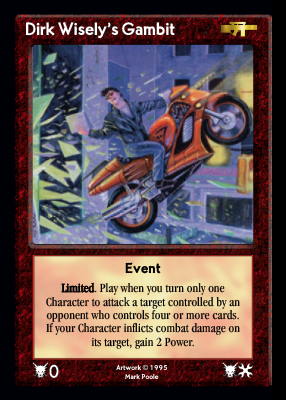 Dirk Wisely's Gambit
Event
Limited. Play when you turn only one
Character to attack a target controlled by an
opponent who controls four or more cards.
If your Character inflicts combat damage on
its target, gain 2 Power.
0
Artwork © 1995
Mark Poole